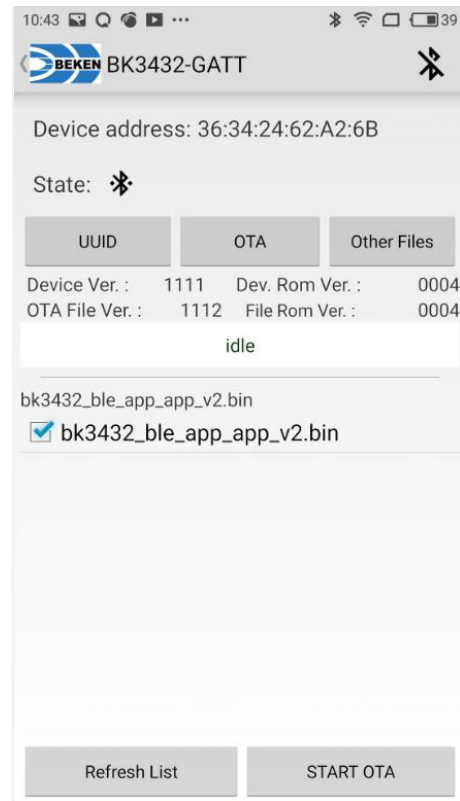 10:43 ··· 39
BEKEN BK3432-GATT
Device address: 36:34:24:62:A2:6B
State:
UUID OTA Other Files
Device Ver. : 1111 Dev. Rom Ver. : 0004
OTA File Ver. : 1112 File Rom Ver. : 0004
idle
bk3432_ble_app_app_v2.bin
bk3432_ble_app_app_v2.bin
Refresh List START OTA